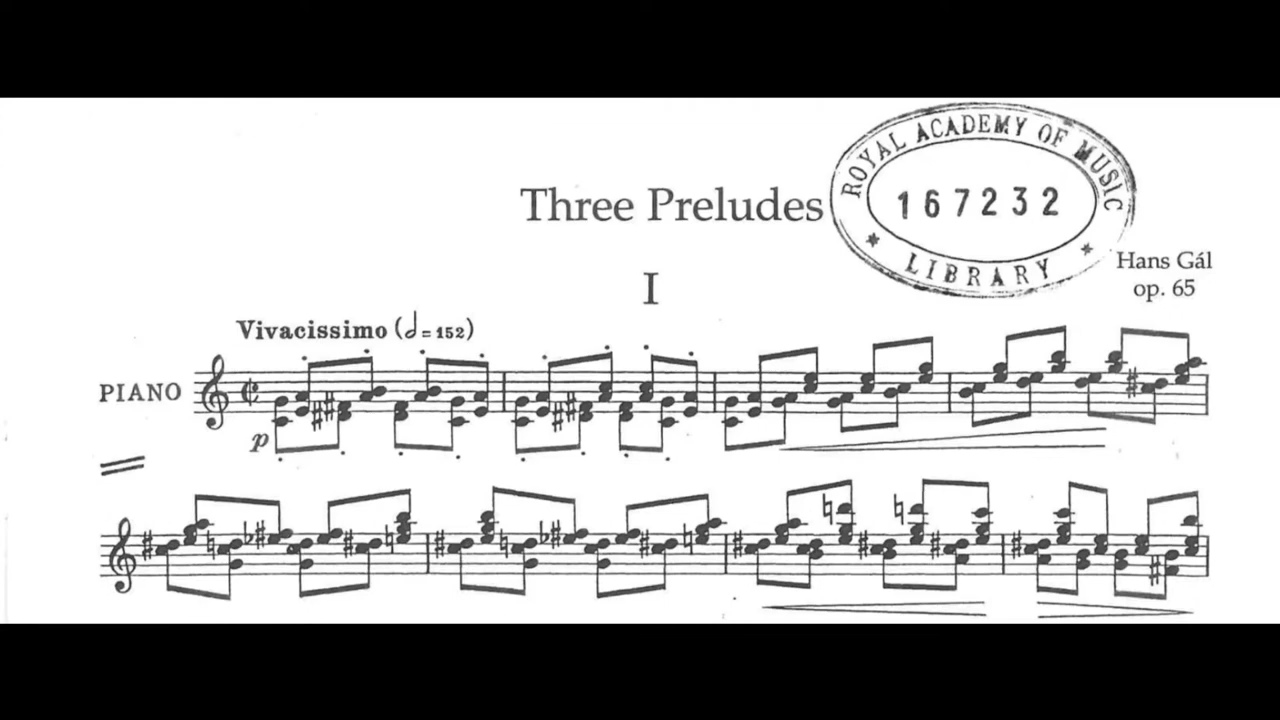 ROYAL ACADEMY OF MUSIC
167232
LIBRARY
Three Preludes
Hans Gál
op. 65
I
Vivacissimo (𝅗𝅥 = 152)
PIANO
p